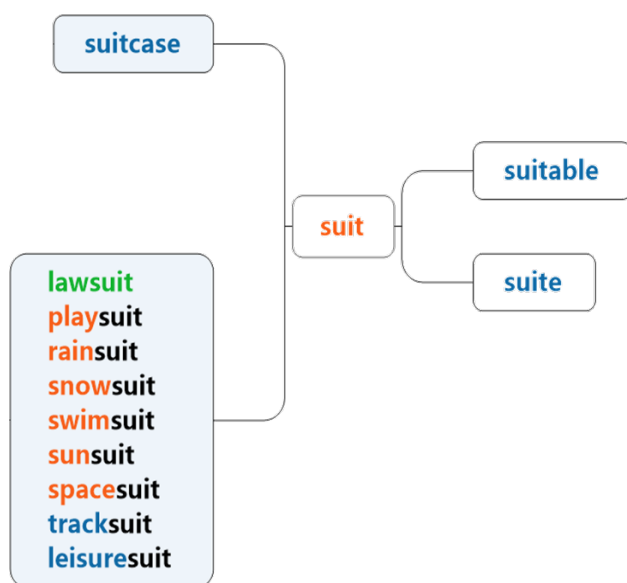 suitcase
suitable
suit
suite
lawsuit
playsuit
rainsuit
snowsuit
swimsuit
sunsuit
spacesuit
tracksuit
leisuresuit